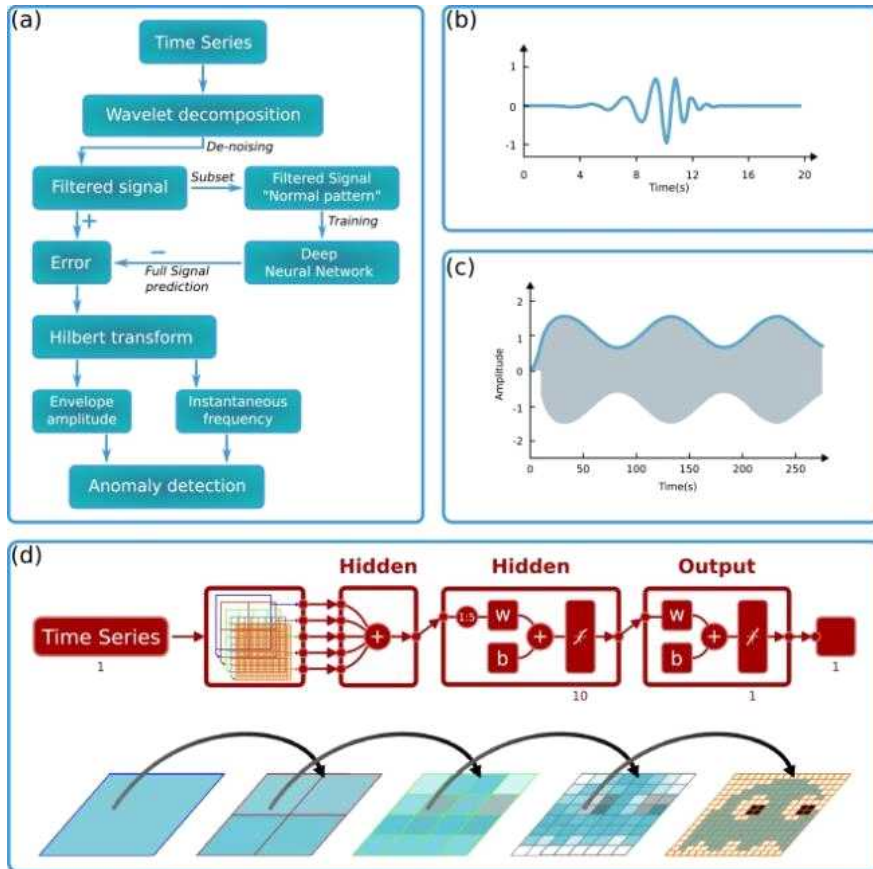 (a)
Time Series
Wavelet decomposition
De-noising
Filtered signal
Subset
Filtered Signal
"Normal pattern"
+
Training
Error
−
Full Signal
prediction
Deep
Neural Network
Hilbert transform
Envelope
amplitude
Instantaneous
frequency
Anomaly detection
(b)
1
0
-1
0 4 8 12 16 20
Time(s)
(c)
2
1
0
-1
-2
Amplitude
0 50 100 150 200 250
Time(s)
(d)
Hidden Hidden Output
Time Series
1
+
1:5
w
b
+
10
w
b
+
1
1